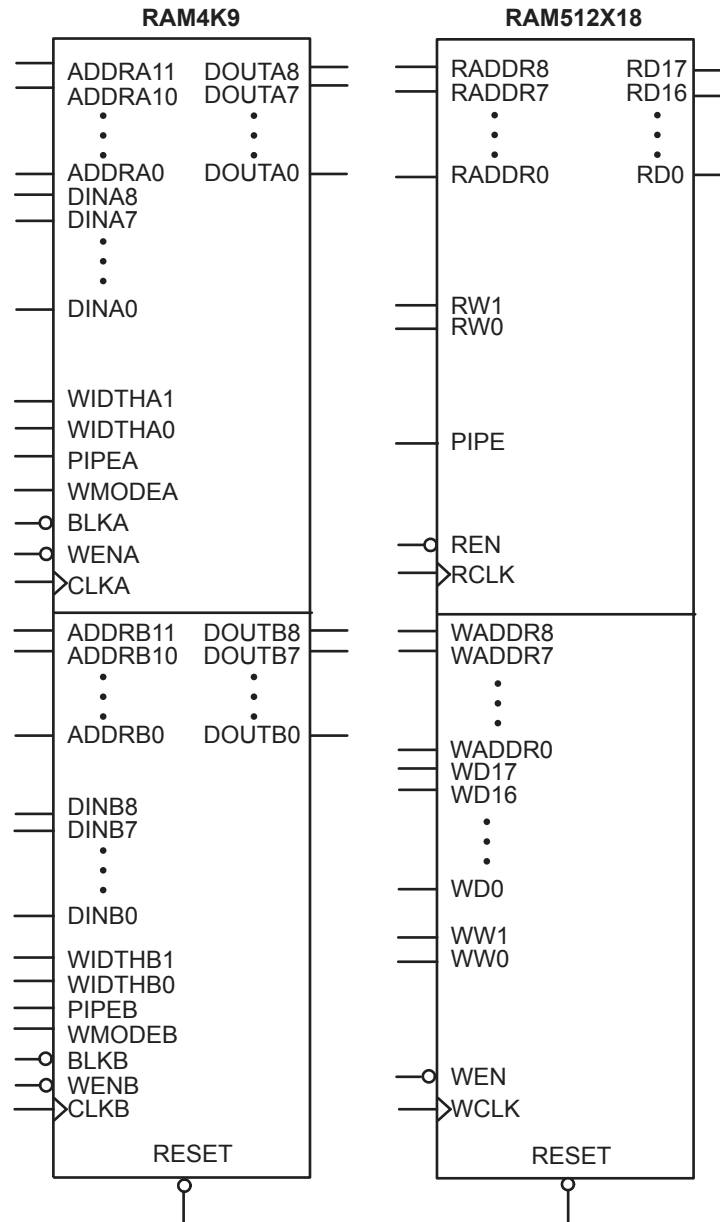 RAM4K9
ADDRA11 DOUTA8
ADDRA10 DOUTA7
ADDRA0 DOUTA0
DINA8
DINA7
DINA0
WIDTHA1
WIDTHA0
PIPEA
WMODEA
BLKA
WENA
CLKA
ADDRB11 DOUTB8
ADDRB10 DOUTB7
ADDRB0 DOUTB0
DINB8
DINB7
DINB0
WIDTHB1
WIDTHB0
PIPEB
WMODEB
BLKB
WENB
CLKB
RESET
RAM512X18
RADDR8 RD17
RADDR7 RD16
RADDR0 RD0
RW1
RW0
PIPE
REN
RCLK
WADDR8
WADDR7
WADDR0
WD17
WD16
WD0
WW1
WW0
WEN
WCLK
RESET